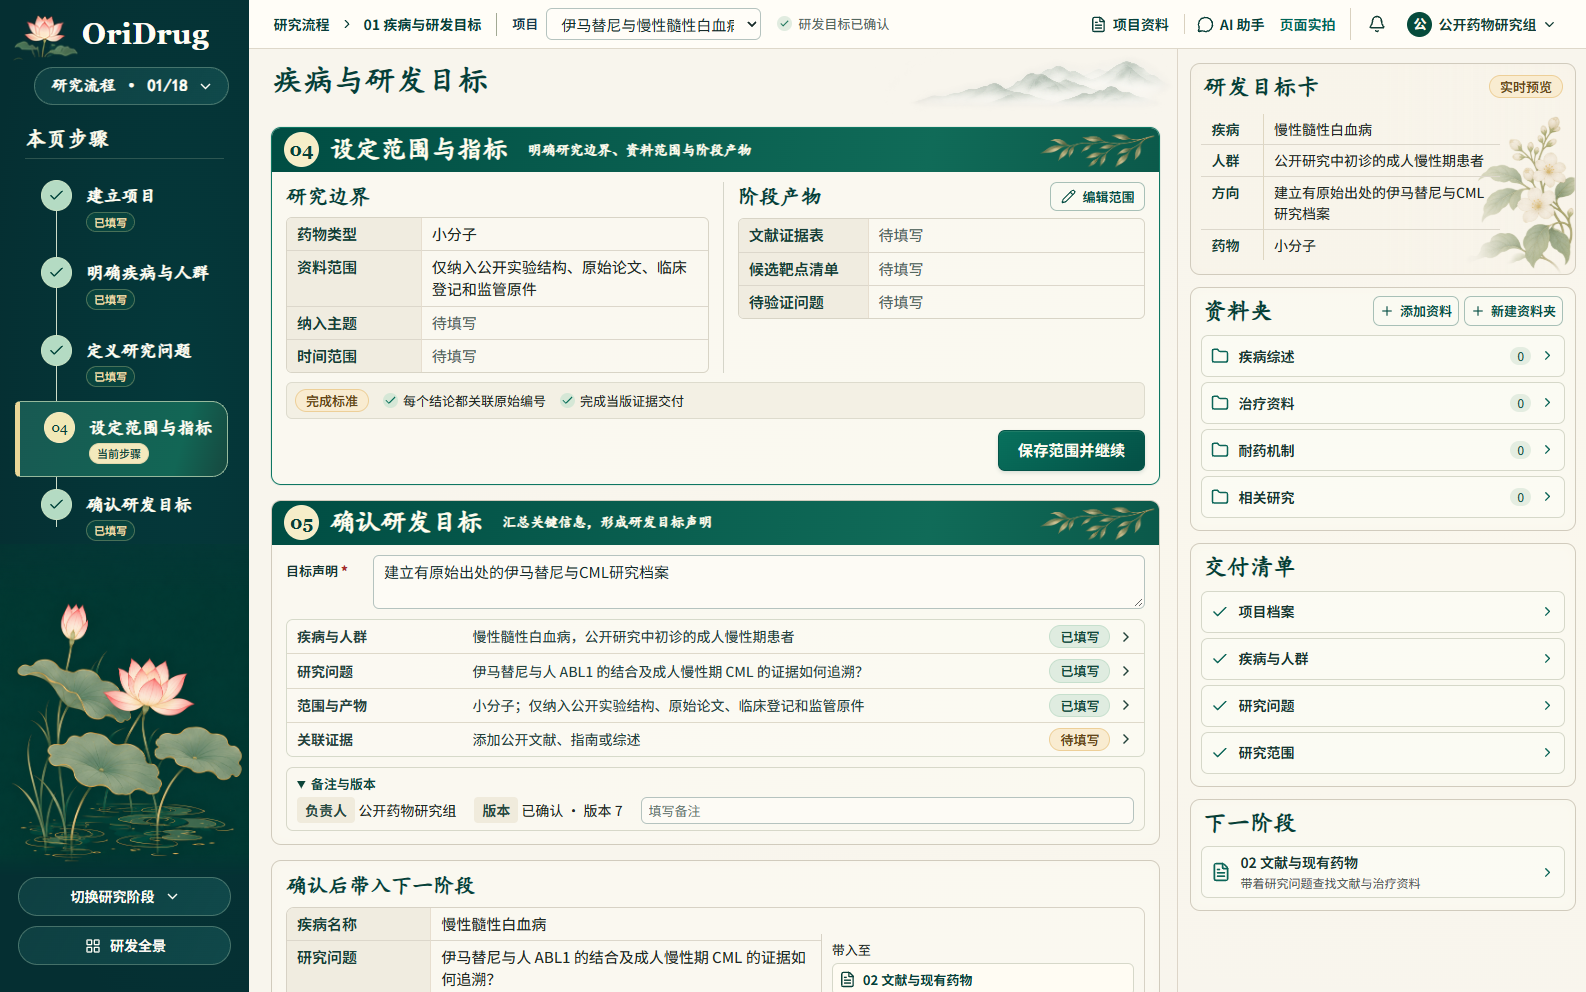 OriDrug
研究流程 • 01/18
本页步骤
建立项目
已填写
明确疾病与人群
已填写
定义研究问题
已填写
04
设定范围与指标
当前步骤
确认研发目标
已填写
切换研究阶段
研发全景
研究流程 > 01 疾病与研发目标
项目
伊马替尼与慢性髓性白血
研发目标已确认
项目资料
AI 助手
页面实拍
公
公开药物研究组
疾病与研发目标
04 设定范围与指标 明确研究边界、资料范围与阶段产物
研究边界
药物类型 小分子
资料范围 仅纳入公开实验结构、原始论文、临床
登记和监管原件
纳入主题 待填写
时间范围 待填写
阶段产物
编辑范围
文献证据表 待填写
候选靶点清单 待填写
待验证问题 待填写
完成标准 每个结论都关联原始编号 完成当版证据交付
保存范围并继续
05 确认研发目标 汇总关键信息，形成研发目标声明
目标声明 *
建立有原始出处的伊马替尼与CML研究档案
疾病与人群 慢性髓性白血病，公开研究中初诊的成人慢性期患者 已填写
研究问题 伊马替尼与人 ABL1 的结合及成人慢性期 CML 的证据如何追溯？ 已填写
范围与产物 小分子；仅纳入公开实验结构、原始论文、临床登记和监管原件 已填写
关联证据 添加公开文献、指南或综述 待填写
▼ 备注与版本
负责人 公开药物研究组 版本 已确认 · 版本 7 填写备注
确认后带入下一阶段
疾病名称 慢性髓性白血病
研究问题 伊马替尼与人 ABL1 的结合及成人慢性期 CML 的证据如
何追溯？
带入至
02 文献与现有药物
研发目标卡
实时预览
疾病 慢性髓性白血病
人群 公开研究中初诊的成人慢性期患者
方向 建立有原始出处的伊马替尼与CML
研究档案
药物 小分子
资料夹
+ 添加资料
+ 新建资料夹
疾病综述 0
治疗资料 0
耐药机制 0
相关研究 0
交付清单
项目档案
疾病与人群
研究问题
研究范围
下一阶段
02 文献与现有药物
带着研究问题查找文献与治疗资料